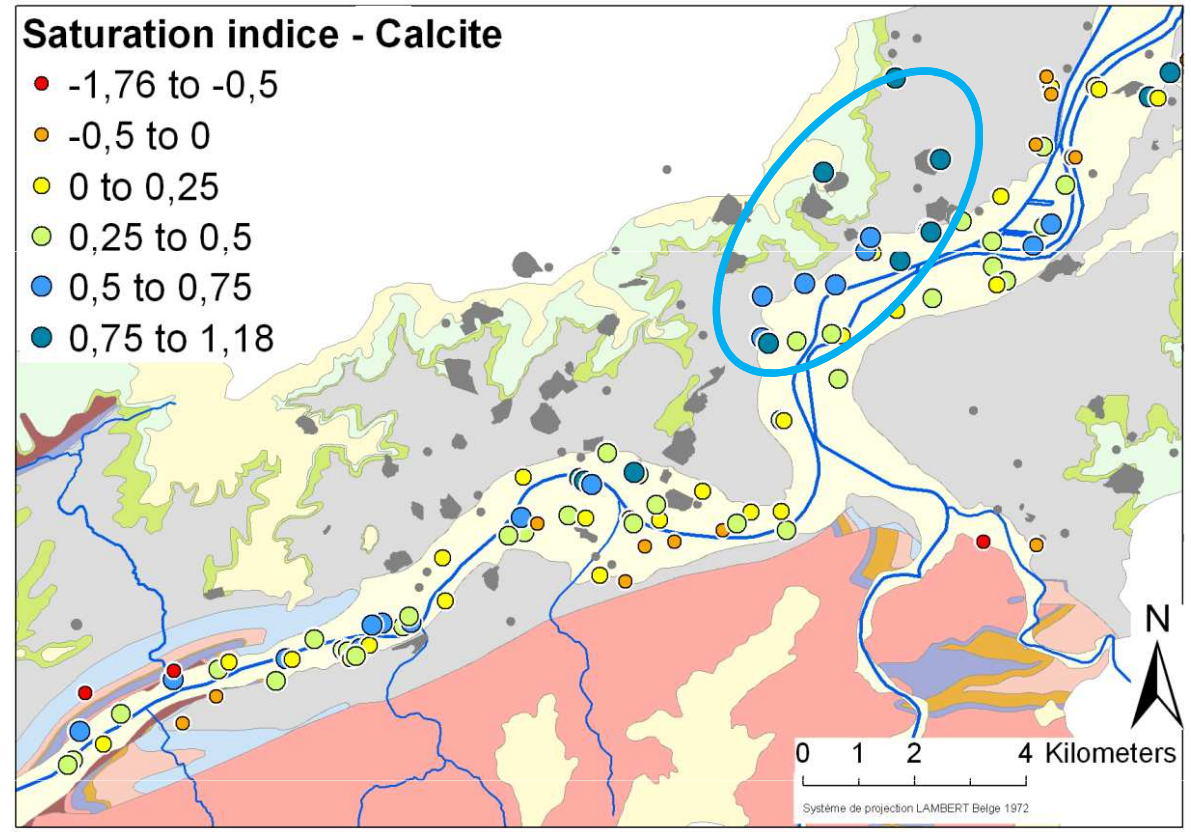 Saturation indice - Calcite
-1,76 to -0,5
-0,5 to 0
0 to 0,25
0,25 to 0,5
0,5 to 0,75
0,75 to 1,18
N
0 1 2 4 Kilometers
Système de projection LAMBERT Belge 1972